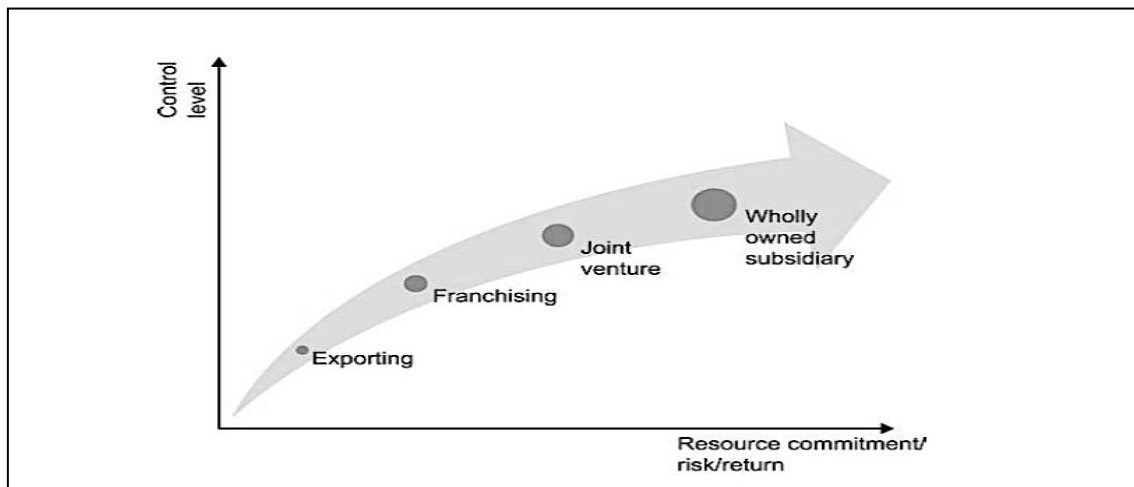 Control
level
Wholly
owned
subsidiary
Joint
venture
Franchising
Exporting
Resource commitment/
risk/return